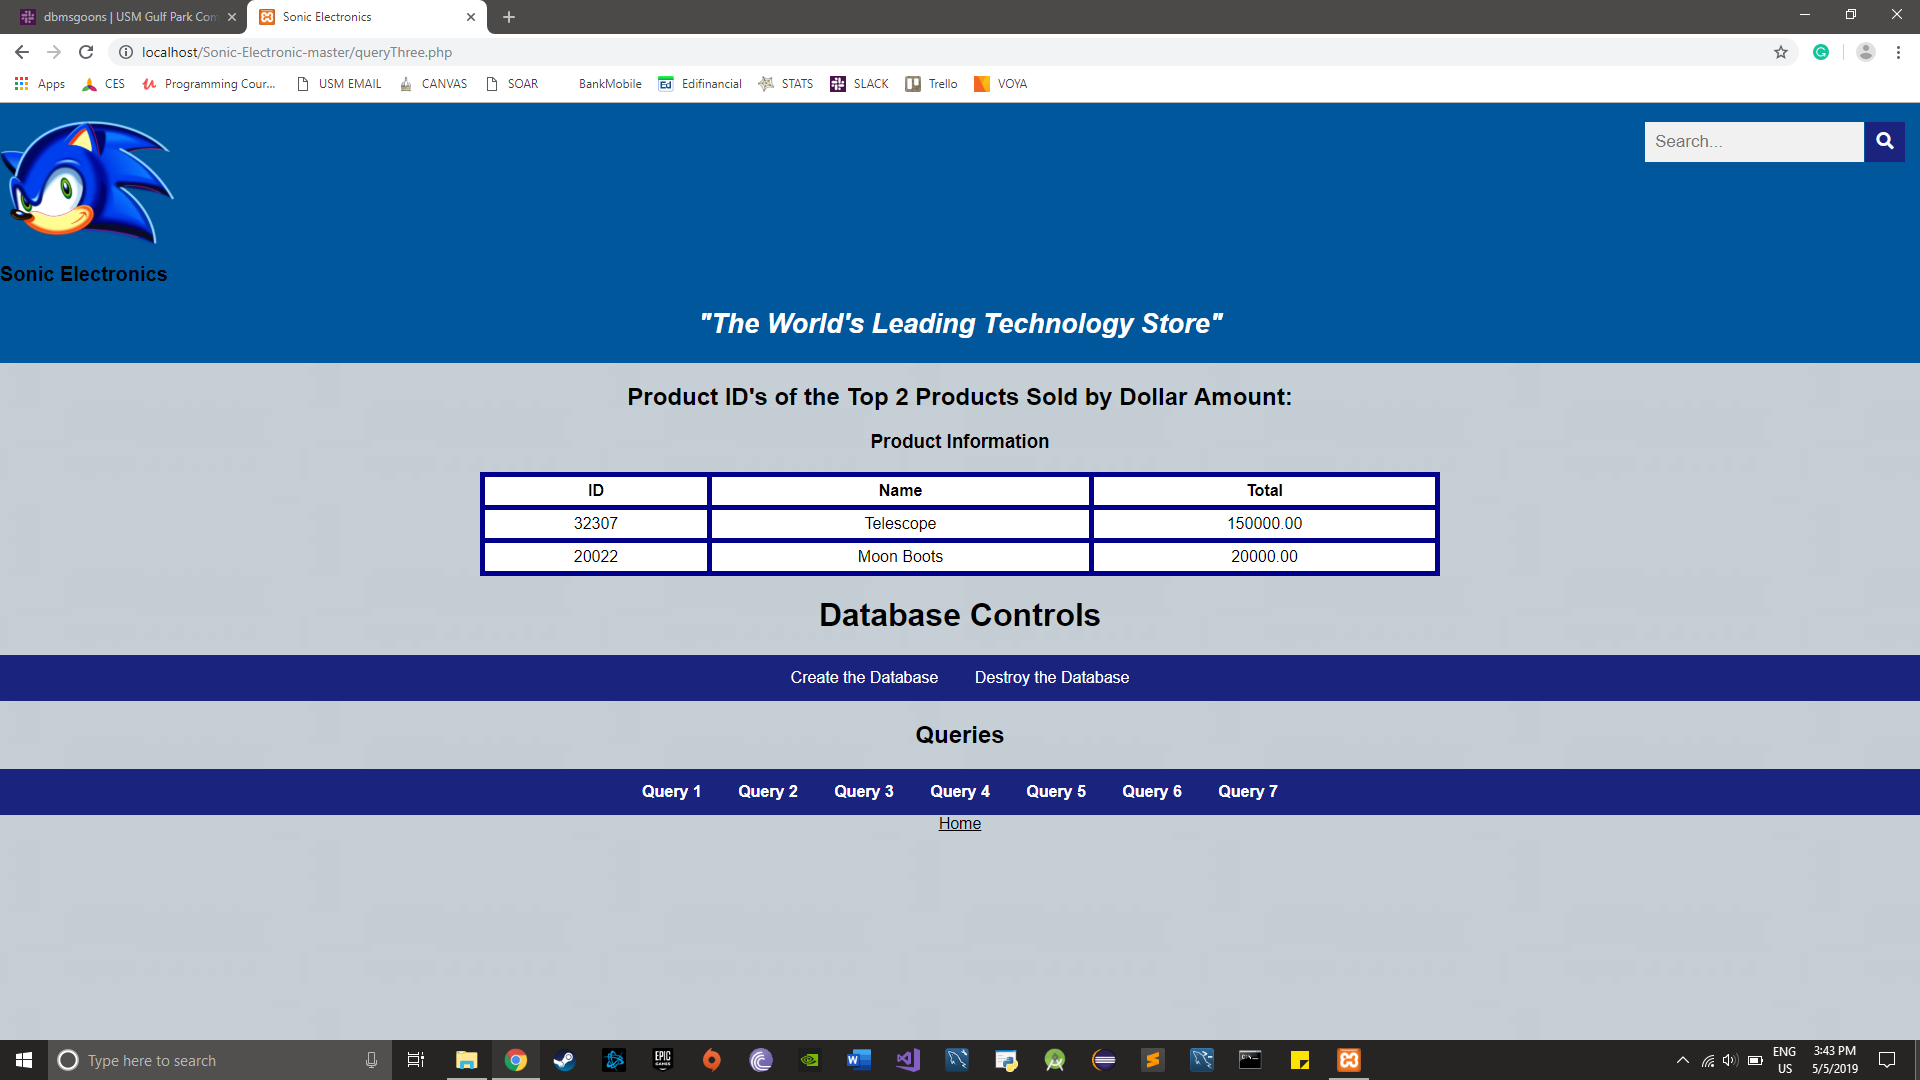 dbmsgoons | USM Gulf Park Com
Sonic Electronics
localhost/Sonic-Electronic-master/queryThree.php
Apps CES Programming Cour... USM EMAIL CANVAS SOAR BankMobile Edifinancial STATS SLACK Trello VOYA
Search...
Sonic Electronics
"The World's Leading Technology Store"
Product ID's of the Top 2 Products Sold by Dollar Amount:
Product Information
ID Name Total
32307 Telescope 150000.00
20022 Moon Boots 20000.00
Database Controls
Create the Database Destroy the Database
Queries
Query 1 Query 2 Query 3 Query 4 Query 5 Query 6 Query 7
Home
Type here to search
EPIC GAMES
ENG
US
3:43 PM
5/5/2019